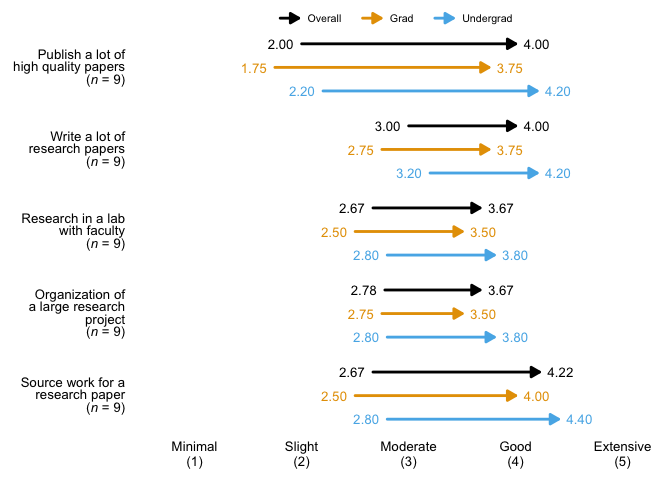 Overall Grad Undergrad
Publish a lot of
high quality papers
(n = 9)
2.00 4.00
1.75 3.75
2.20 4.20
Write a lot of
research papers
(n = 9)
3.00 4.00
2.75 3.75
3.20 4.20
Research in a lab
with faculty
(n = 9)
2.67 3.67
2.50 3.50
2.80 3.80
Organization of
a large research
project
(n = 9)
2.78 3.67
2.75 3.50
2.80 3.80
Source work for a
research paper
(n = 9)
2.67 4.22
2.50 4.00
2.80 4.40
Minimal Slight Moderate Good Extensive
(1) (2) (3) (4) (5)